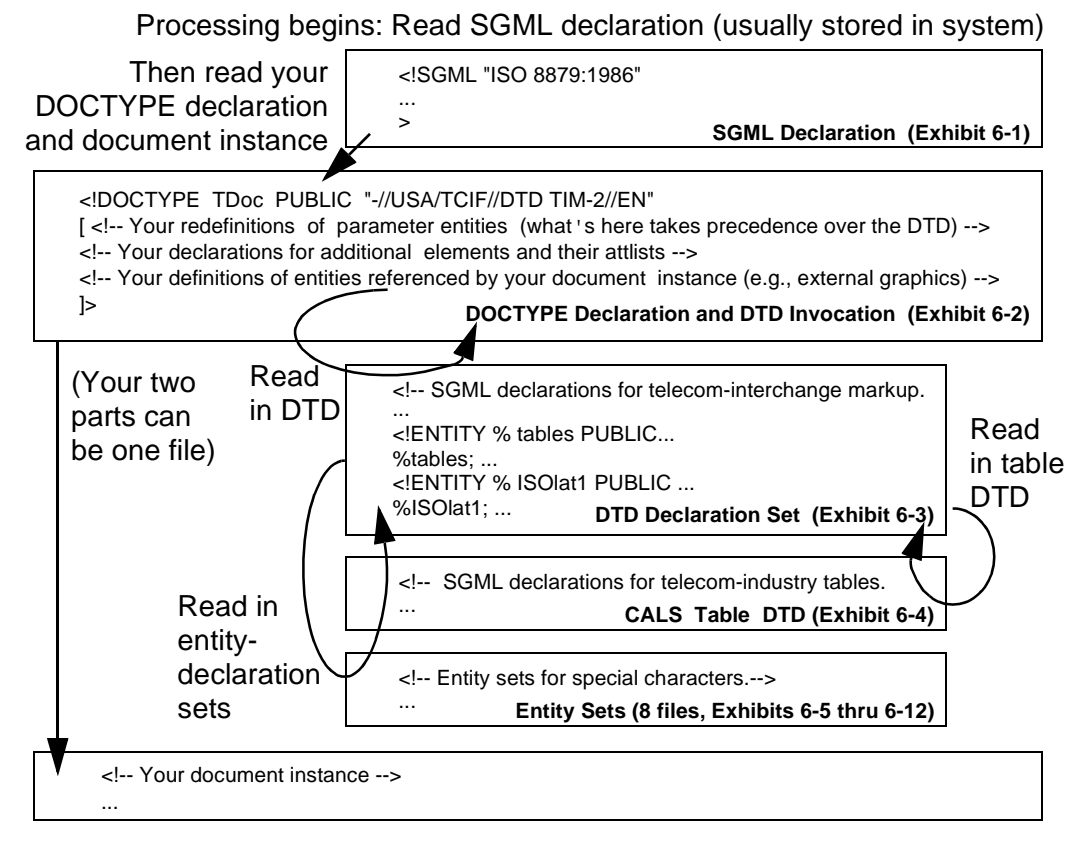 Processing begins: Read SGML declaration (usually stored in system)
Then read your
DOCTYPE declaration
and document instance
<!SGML "ISO 8879:1986"
...
>
SGML Declaration (Exhibit 6-1)
<!DOCTYPE TDoc PUBLIC "-//USA/TCIF//DTD TIM-2//EN"
[ <!-- Your redefinitions of parameter entities (what's here takes precedence over the DTD) -->
<!-- Your declarations for additional elements and their attlists -->
<!-- Your definitions of entities referenced by your document instance (e.g., external graphics) -->
]>
DOCTYPE Declaration and DTD Invocation (Exhibit 6-2)
(Your two
parts can
be one file)
Read
in DTD
<!-- SGML declarations for telecom-interchange markup.
...
<!ENTITY % tables PUBLIC...
%tables; ...
<!ENTITY % ISOlat1 PUBLIC ...
%ISOlat1; ...
DTD Declaration Set (Exhibit 6-3)
Read
in table
DTD
<!-- SGML declarations for telecom-industry tables.
...
CALS Table DTD (Exhibit 6-4)
Read in
entity-
declaration
sets
<!-- Entity sets for special characters.-->
...
Entity Sets (8 files, Exhibits 6-5 thru 6-12)
<!-- Your document instance -->
...